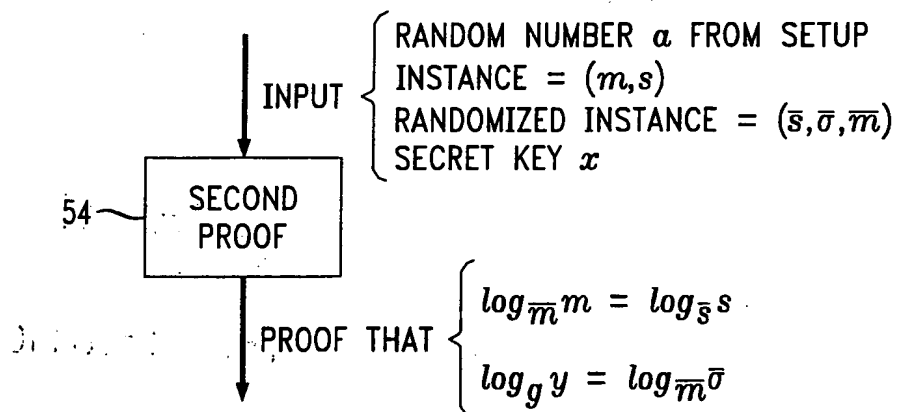 INPUT
RANDOM NUMBER a FROM SETUP
INSTANCE = (m,s)
RANDOMIZED INSTANCE = (s̅,σ̅,m̅)
SECRET KEY x
54
SECOND
PROOF
PROOF THAT
log_m̅ m = log_s̅ s
log_g y = log_m̅ σ̅